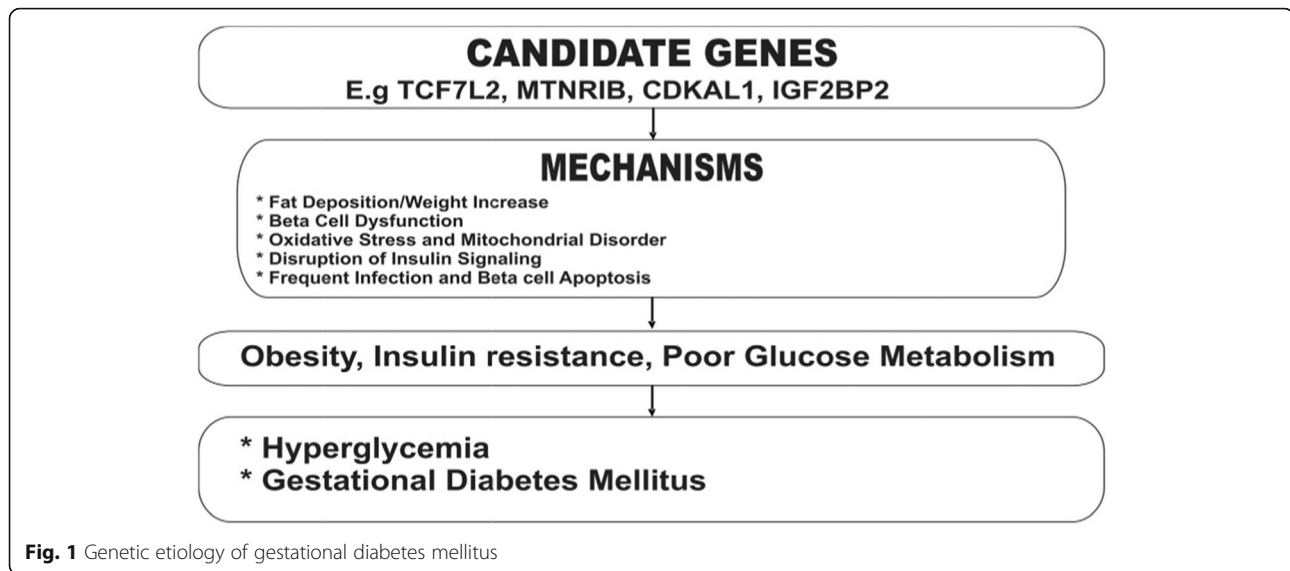 CANDIDATE GENES
E.g TCF7L2, MTNRIB, CDKAL1, IGF2BP2
MECHANISMS
* Fat Deposition/Weight Increase
* Beta Cell Dysfunction
* Oxidative Stress and Mitochondrial Disorder
* Disruption of Insulin Signaling
* Frequent Infection and Beta cell Apoptosis
Obesity, Insulin resistance, Poor Glucose Metabolism
* Hyperglycemia
* Gestational Diabetes Mellitus
Fig. 1 Genetic etiology of gestational diabetes mellitus